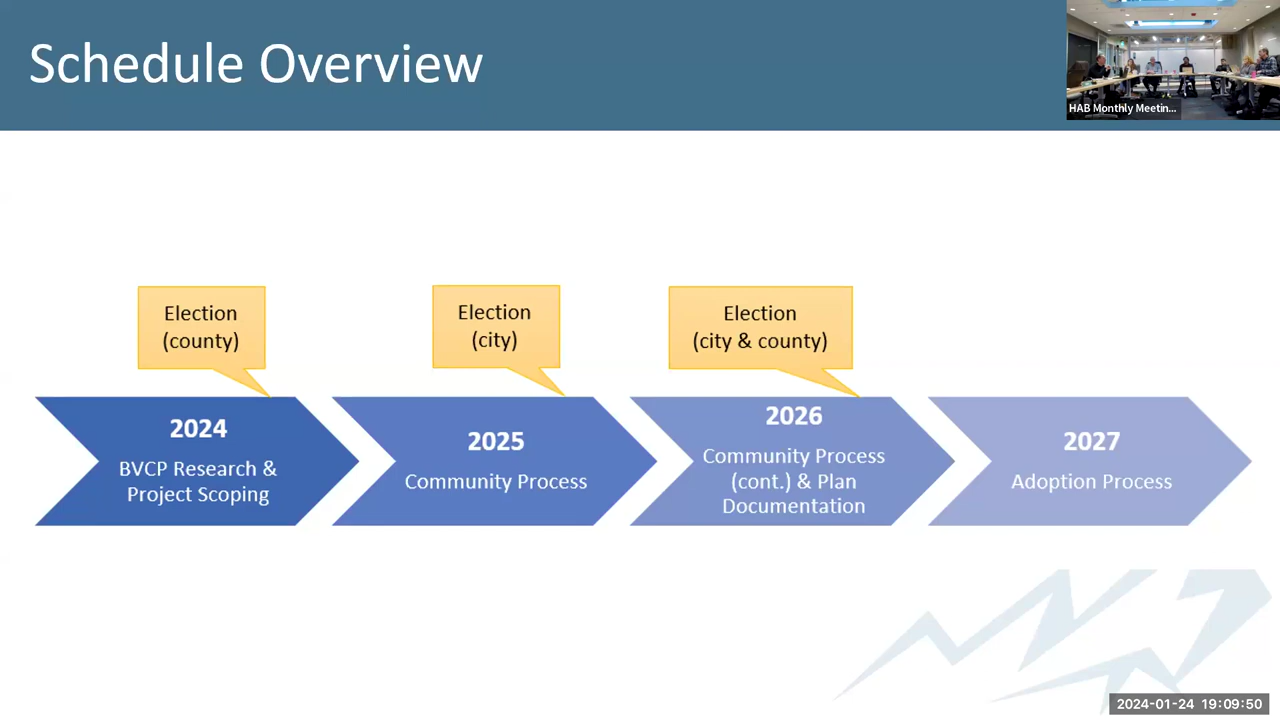 Schedule Overview
HAB Monthly Meetin...
Election
(county)
Election
(city)
Election
(city & county)
2024
BVCP Research &
Project Scoping
2025
Community Process
2026
Community Process
(cont.) & Plan
Documentation
2027
Adoption Process
2024-01-24 19:09:50